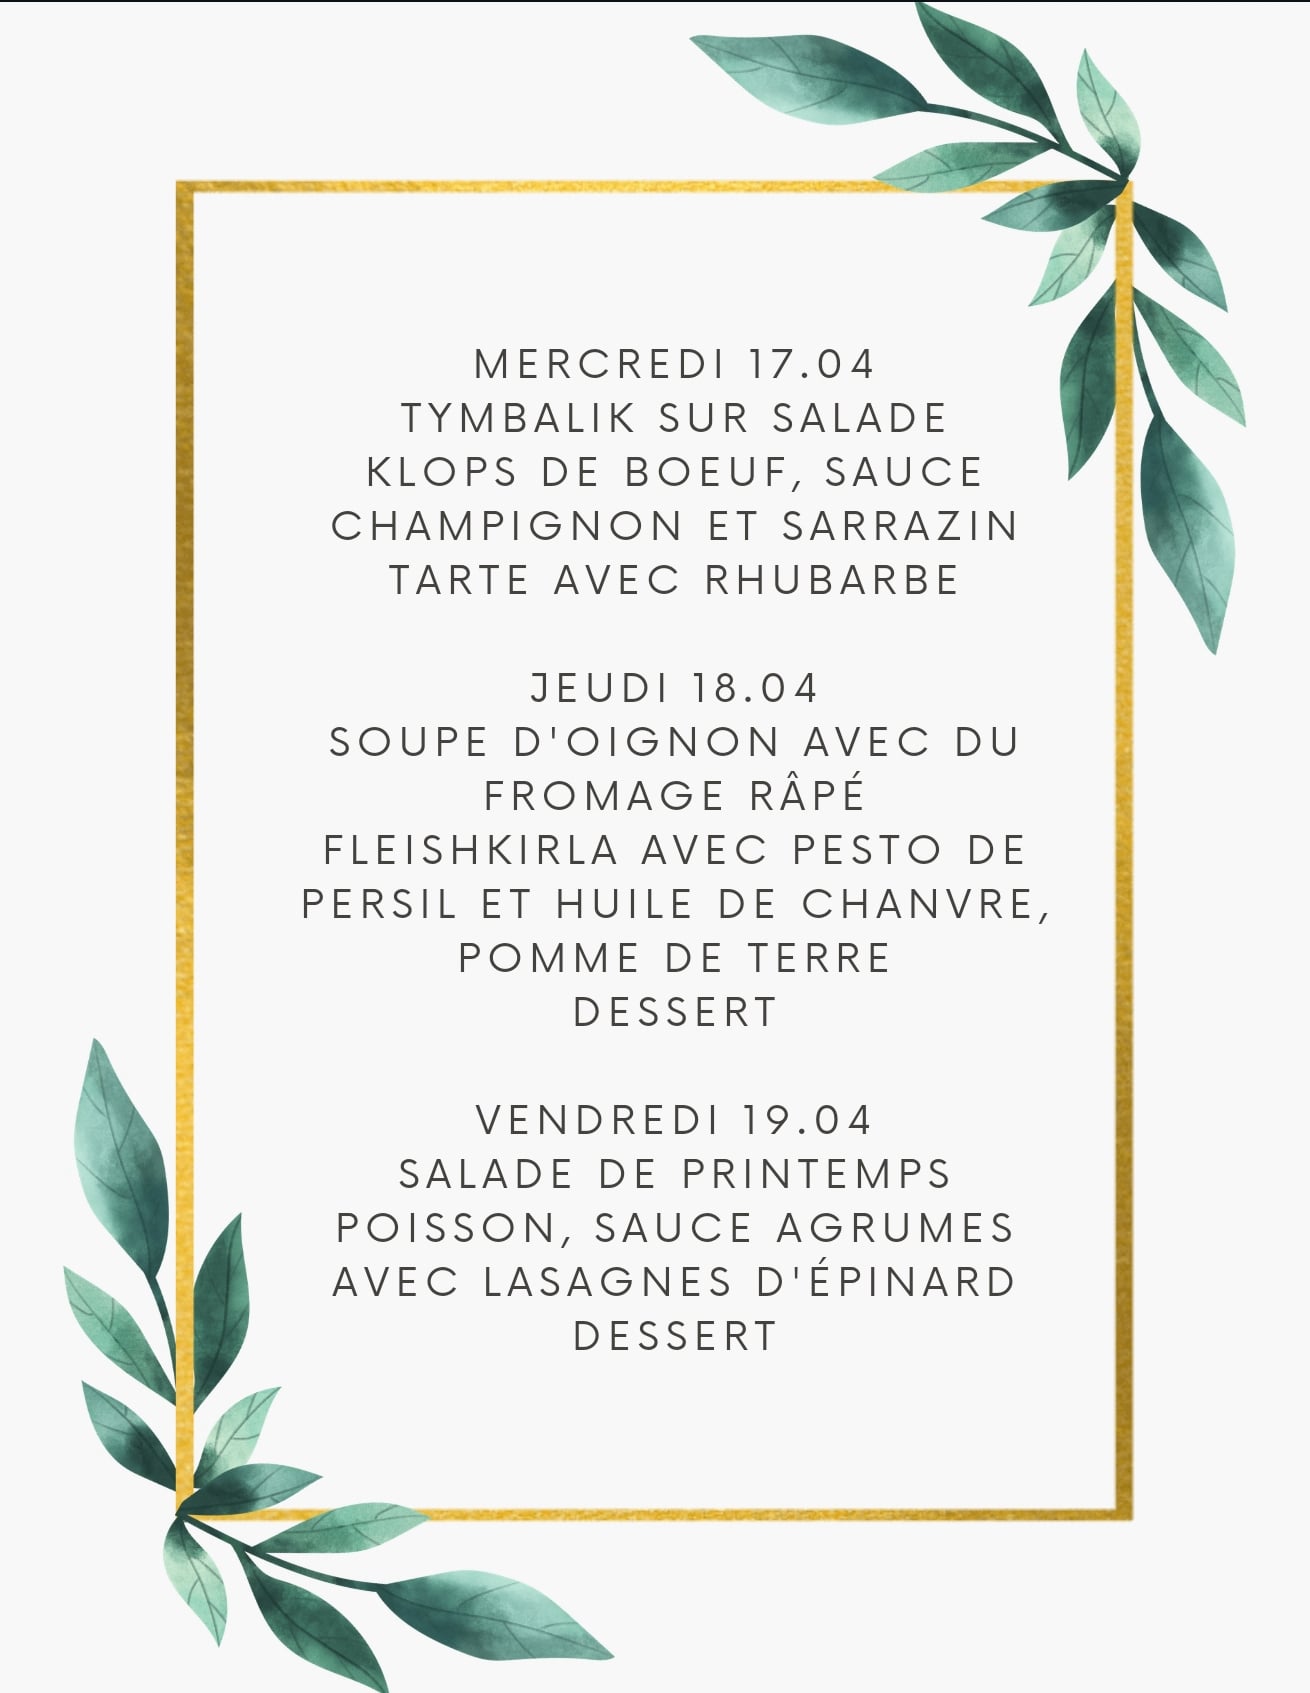 MERCREDI 17.04
TYMBALIK SUR SALADE
KLOPS DE BOEUF, SAUCE
CHAMPIGNON ET SARRAZIN
TARTE AVEC RHUBARBE
JEUDI 18.04
SOUPE D'OIGNON AVEC DU
FROMAGE RÂPÉ
FLEISHKIRLA AVEC PESTO DE
PERSIL ET HUILE DE CHANVRE,
POMME DE TERRE
DESSERT
VENDREDI 19.04
SALADE DE PRINTEMPS
POISSON, SAUCE AGRUMES
AVEC LASAGNES D'ÉPINARD
DESSERT